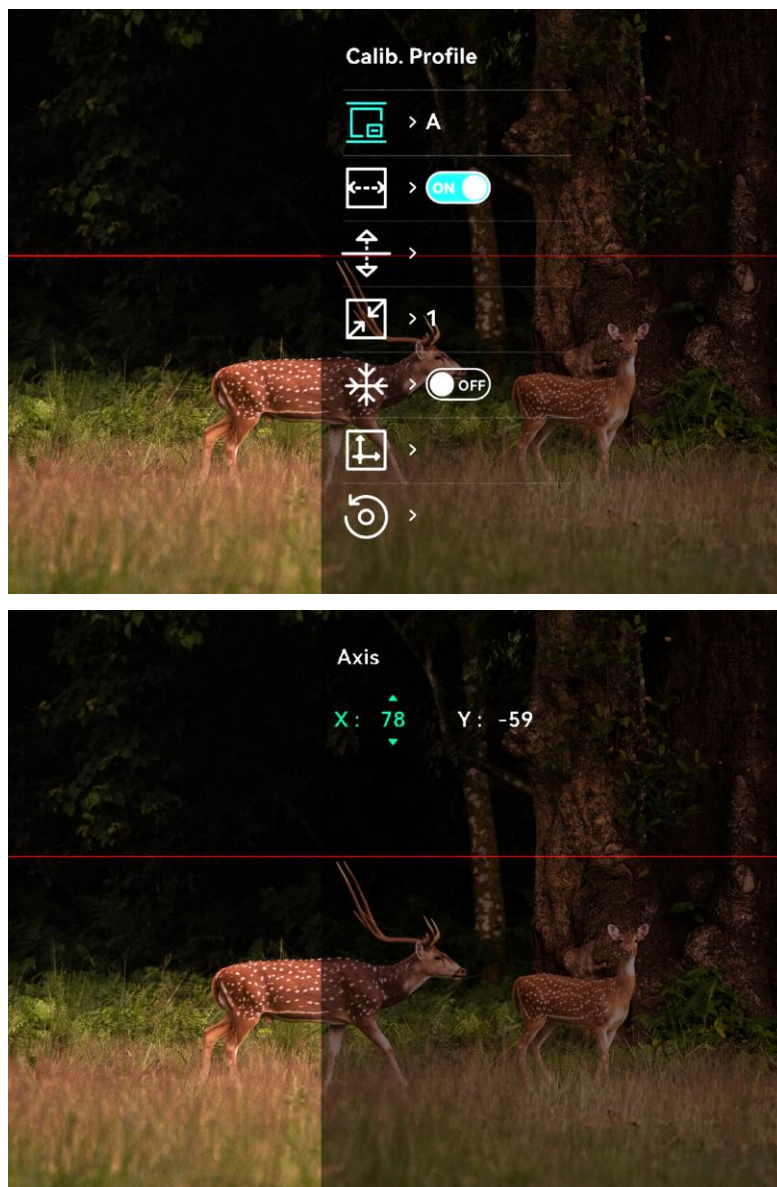 Calib. Profile
> A
> ON
>
> 1
> OFF
>
>
Axis
X : 78 Y : -59